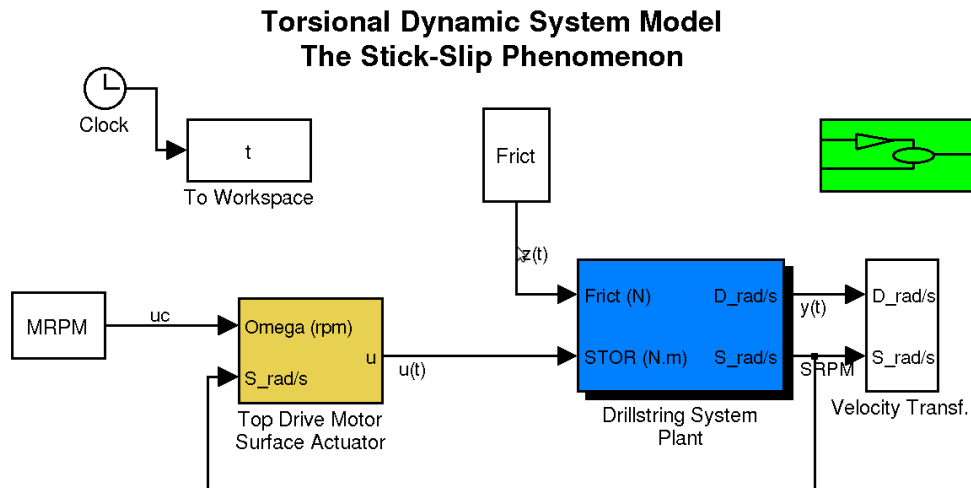 Torsional Dynamic System Model
The Stick-Slip Phenomenon
Clock
t
To Workspace
Frict
z(t)
MRPM
uc
Omega (rpm)
S_rad/s
u
Top Drive Motor
Surface Actuator
u(t)
Frict (N)
STOR (N.m)
D_rad/s
S_rad/s
Drillstring System
Plant
y(t)
SRPM
D_rad/s
S_rad/s
Velocity Transf.